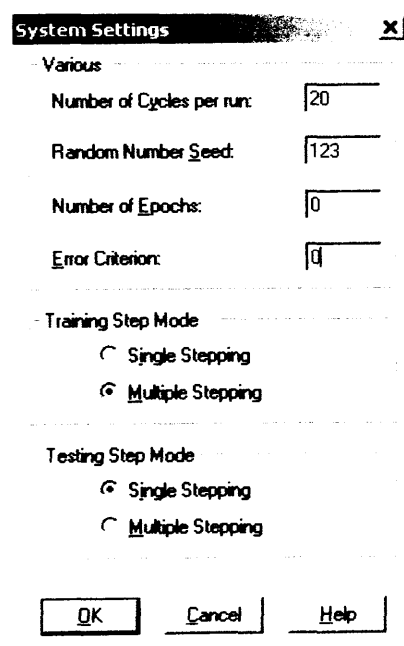 System Settings
Various
Number of Cycles per run: 20
Random Number Seed: 123
Number of Epochs: 0
Error Criterion: 0
Training Step Mode
Single Stepping
Multiple Stepping
Testing Step Mode
Single Stepping
Multiple Stepping
OK Cancel Help